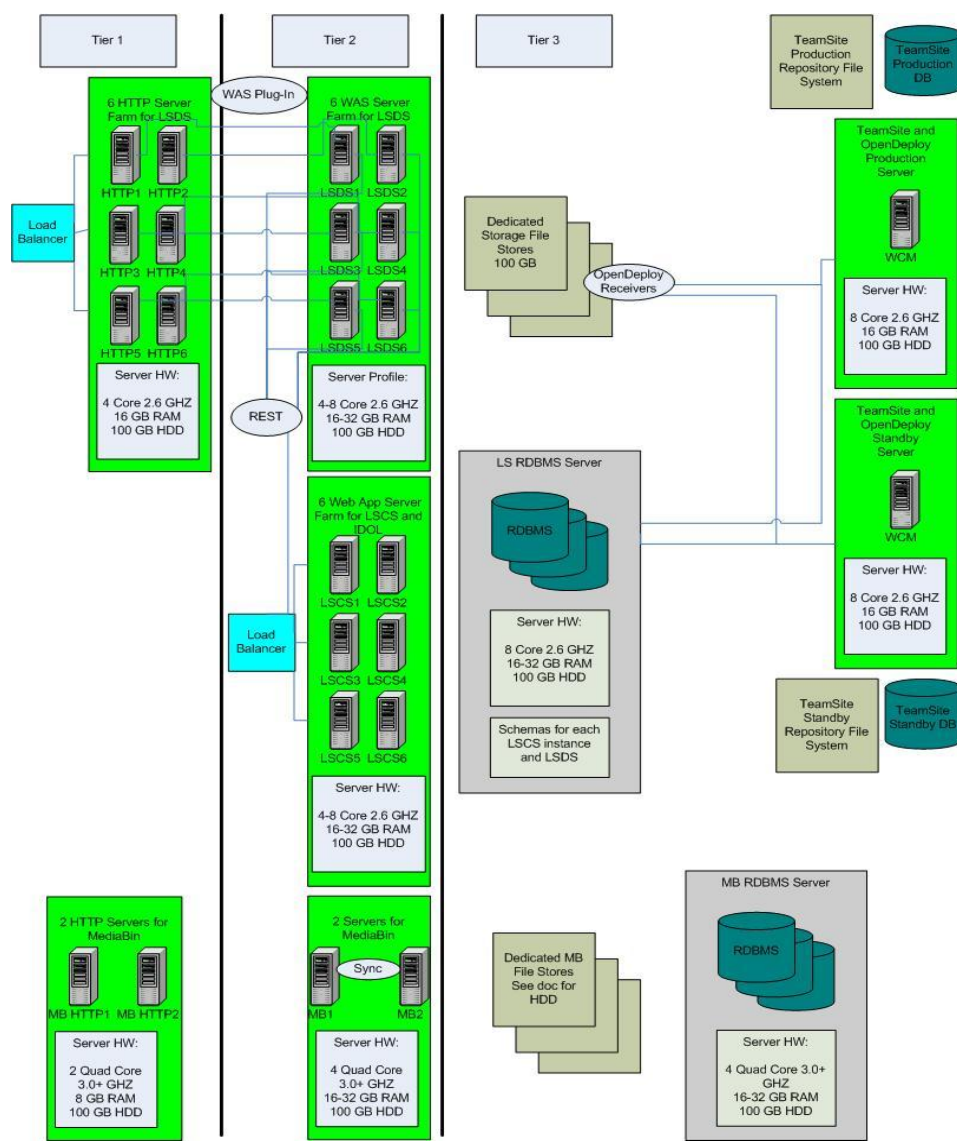 Tier 1
Tier 2
Tier 3
TeamSite
Production
Repository File
System
TeamSite
Production
DB
WAS Plug-In
6 HTTP Server
Farm for LSDS
HTTP1 HTTP2
HTTP3 HTTP4
HTTP5 HTTP6
Server HW:
4 Core 2.6 GHZ
16 GB RAM
100 GB HDD
Load
Balancer
6 WAS Server
Farm for LSDS
LSDS1 LSDS2
LSDS3 LSDS4
LSDS5 LSDS6
Server Profile:
4-8 Core 2.6 GHZ
16-32 GB RAM
100 GB HDD
REST
Dedicated
Storage File
Stores
100 GB
OpenDeploy
Receivers
TeamSite and
OpenDeploy
Production
Server
WCM
Server HW:
8 Core 2.6 GHZ
16 GB RAM
100 GB HDD
TeamSite and
OpenDeploy
Standby
Server
WCM
Server HW:
8 Core 2.6 GHZ
16 GB RAM
100 GB HDD
6 Web App Server
Farm for LSCS and
IDOL
LSCS1 LSCS2
LSCS3 LSCS4
LSCS5 LSCS6
Server HW:
4-8 Core 2.6 GHZ
16-32 GB RAM
100 GB HDD
Load
Balancer
LS RDBMS Server
RDBMS
Server HW:
8 Core 2.6 GHZ
16-32 GB RAM
100 GB HDD
Schemas for each
LSCS instance
and LSDS
TeamSite
Standby
Repository File
System
TeamSite
Standby DB
2 HTTP Servers for
MediaBin
MB HTTP1 MB HTTP2
Server HW:
2 Quad Core
3.0+ GHZ
8 GB RAM
100 GB HDD
2 Servers for
MediaBin
Sync
MB1 MB2
Server HW:
4 Quad Core
3.0+ GHZ
16-32 GB RAM
100 GB HDD
Dedicated MB
File Stores
See doc for
HDD
MB RDBMS Server
RDBMS
Server HW:
4 Quad Core 3.0+
GHZ
16-32 GB RAM
100 GB HDD